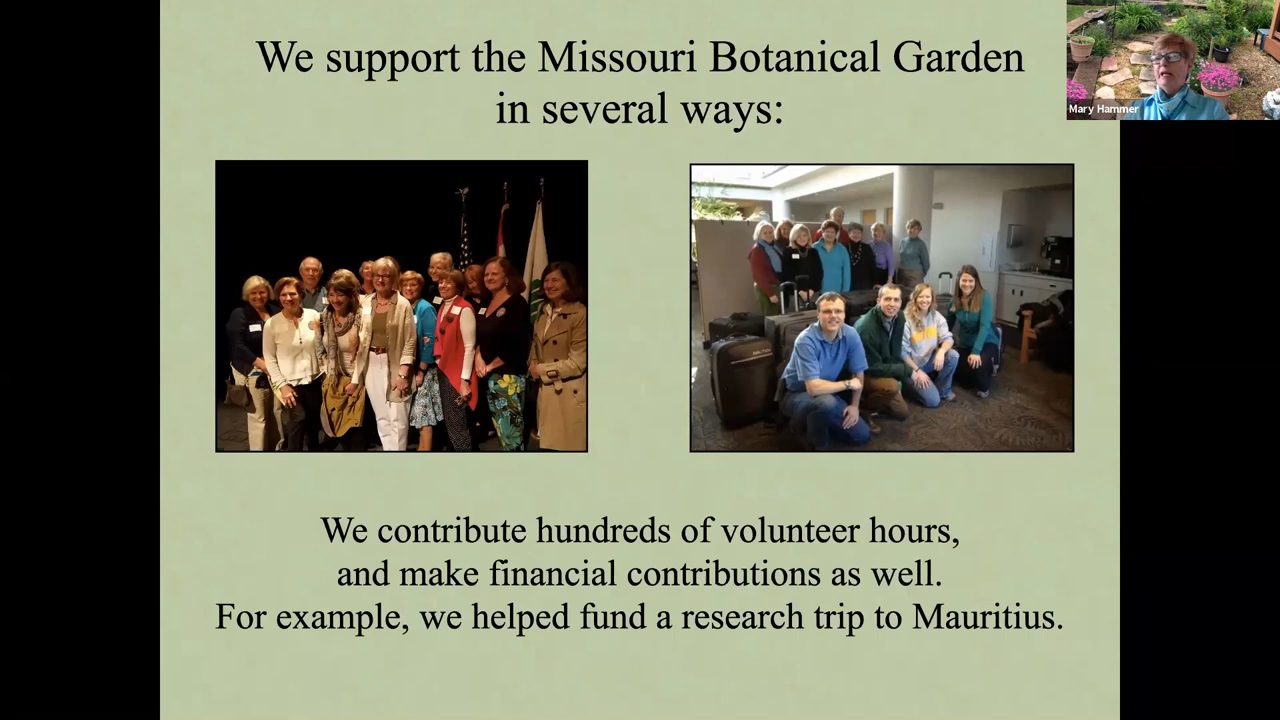 We support the Missouri Botanical Garden
in several ways:
Mary Hammer
We contribute hundreds of volunteer hours,
and make financial contributions as well.
For example, we helped fund a research trip to Mauritius.